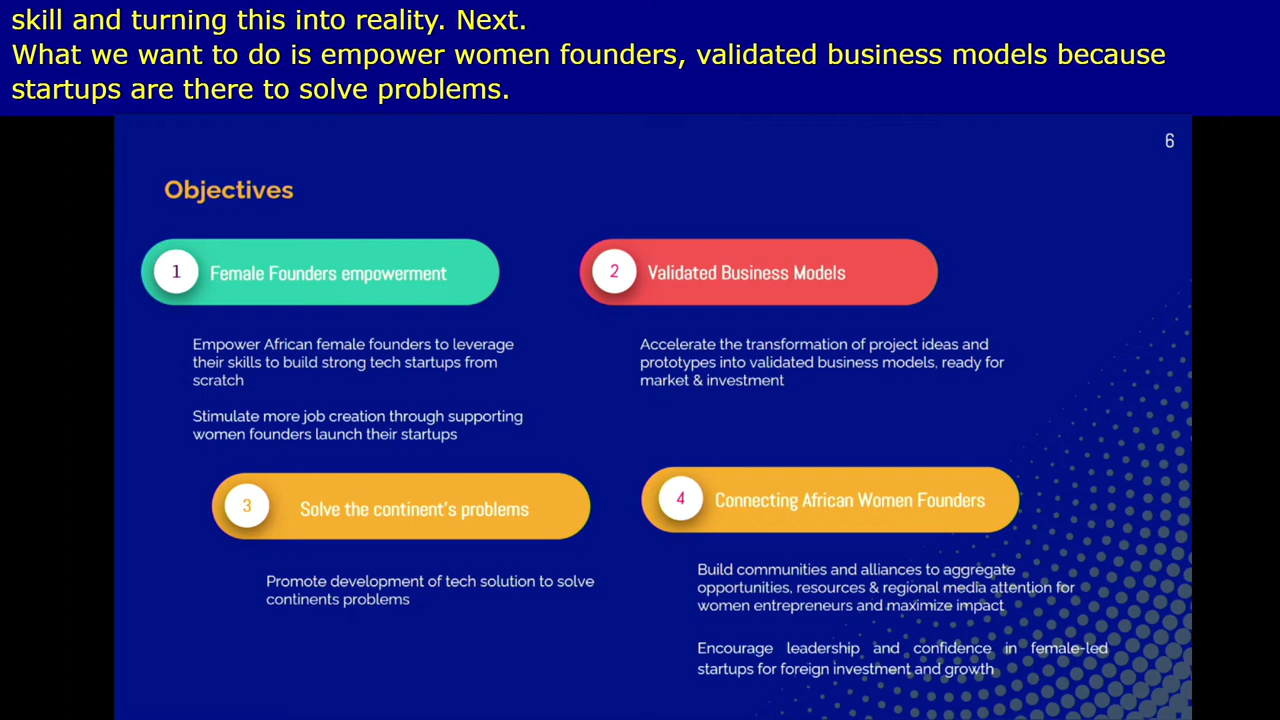 skill and turning this into reality. Next.
What we want to do is empower women founders, validated business models because
startups are there to solve problems.
6
Objectives
1
Female Founders empowerment
2
Validated Business Models
Empower African female founders to leverage
their skills to build strong tech startups from
scratch
Stimulate more job creation through supporting
women founders launch their startups
Accelerate the transformation of project ideas and
prototypes into validated business models, ready for
market & investment
3
Solve the continent's problems
4
Connecting African Women Founders
Promote development of tech solution to solve
continents problems
Build communities and alliances to aggregate
opportunities, resources & regional media attention for
women entrepreneurs and maximize impact
Encourage leadership and confidence in female-led
startups for foreign investment and growth